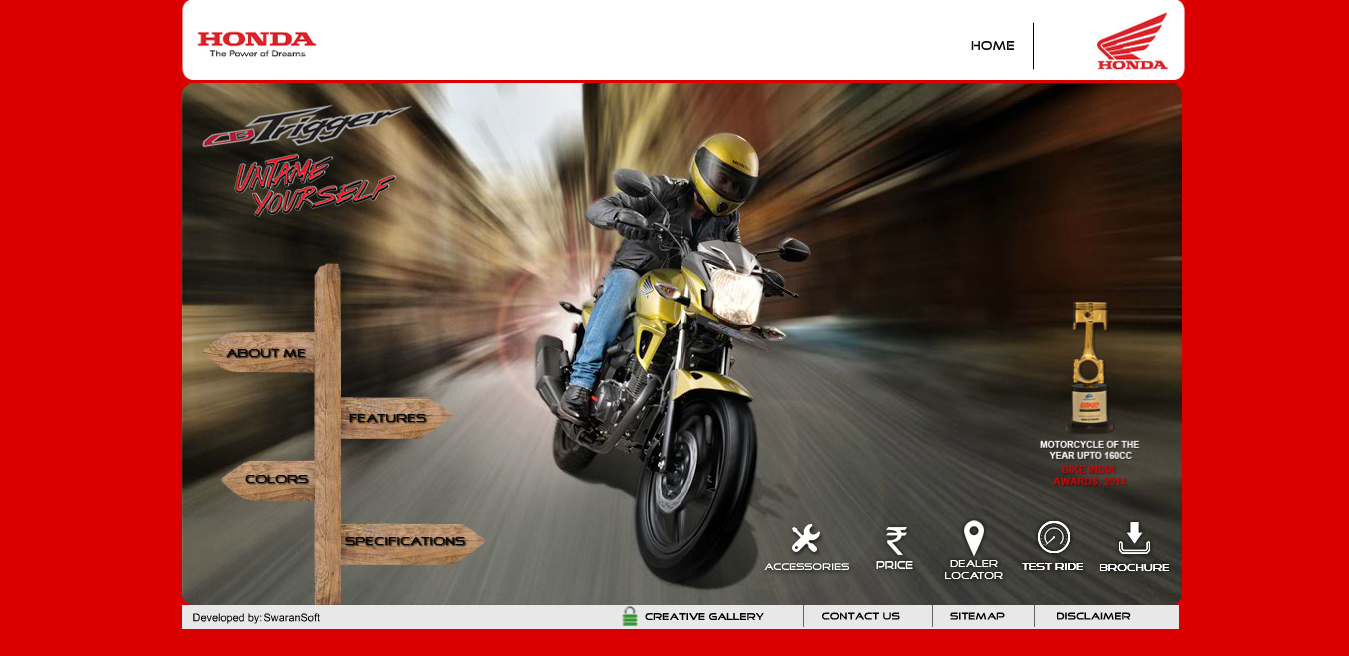 HONDA
The Power of Dreams
HOME
HONDA
CB Trigger
UNTAME
YOURSELF
ABOUT ME
FEATURES
COLORS
SPECIFICATIONS
MOTORCYCLE OF THE
YEAR UPTO 160CC
BIKE INDIA
AWARDS, 2014
ACCESSORIES
₹
PRICE
DEALER
LOCATOR
TEST RIDE
BROCHURE
Developed by: SwaranSoft
CREATIVE GALLERY
CONTACT US
SITEMAP
DISCLAIMER